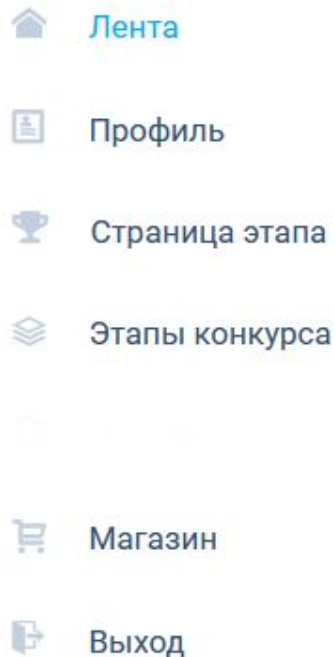 Лента
Профиль
Страница этапа
Этапы конкурса
Магазин
Выход